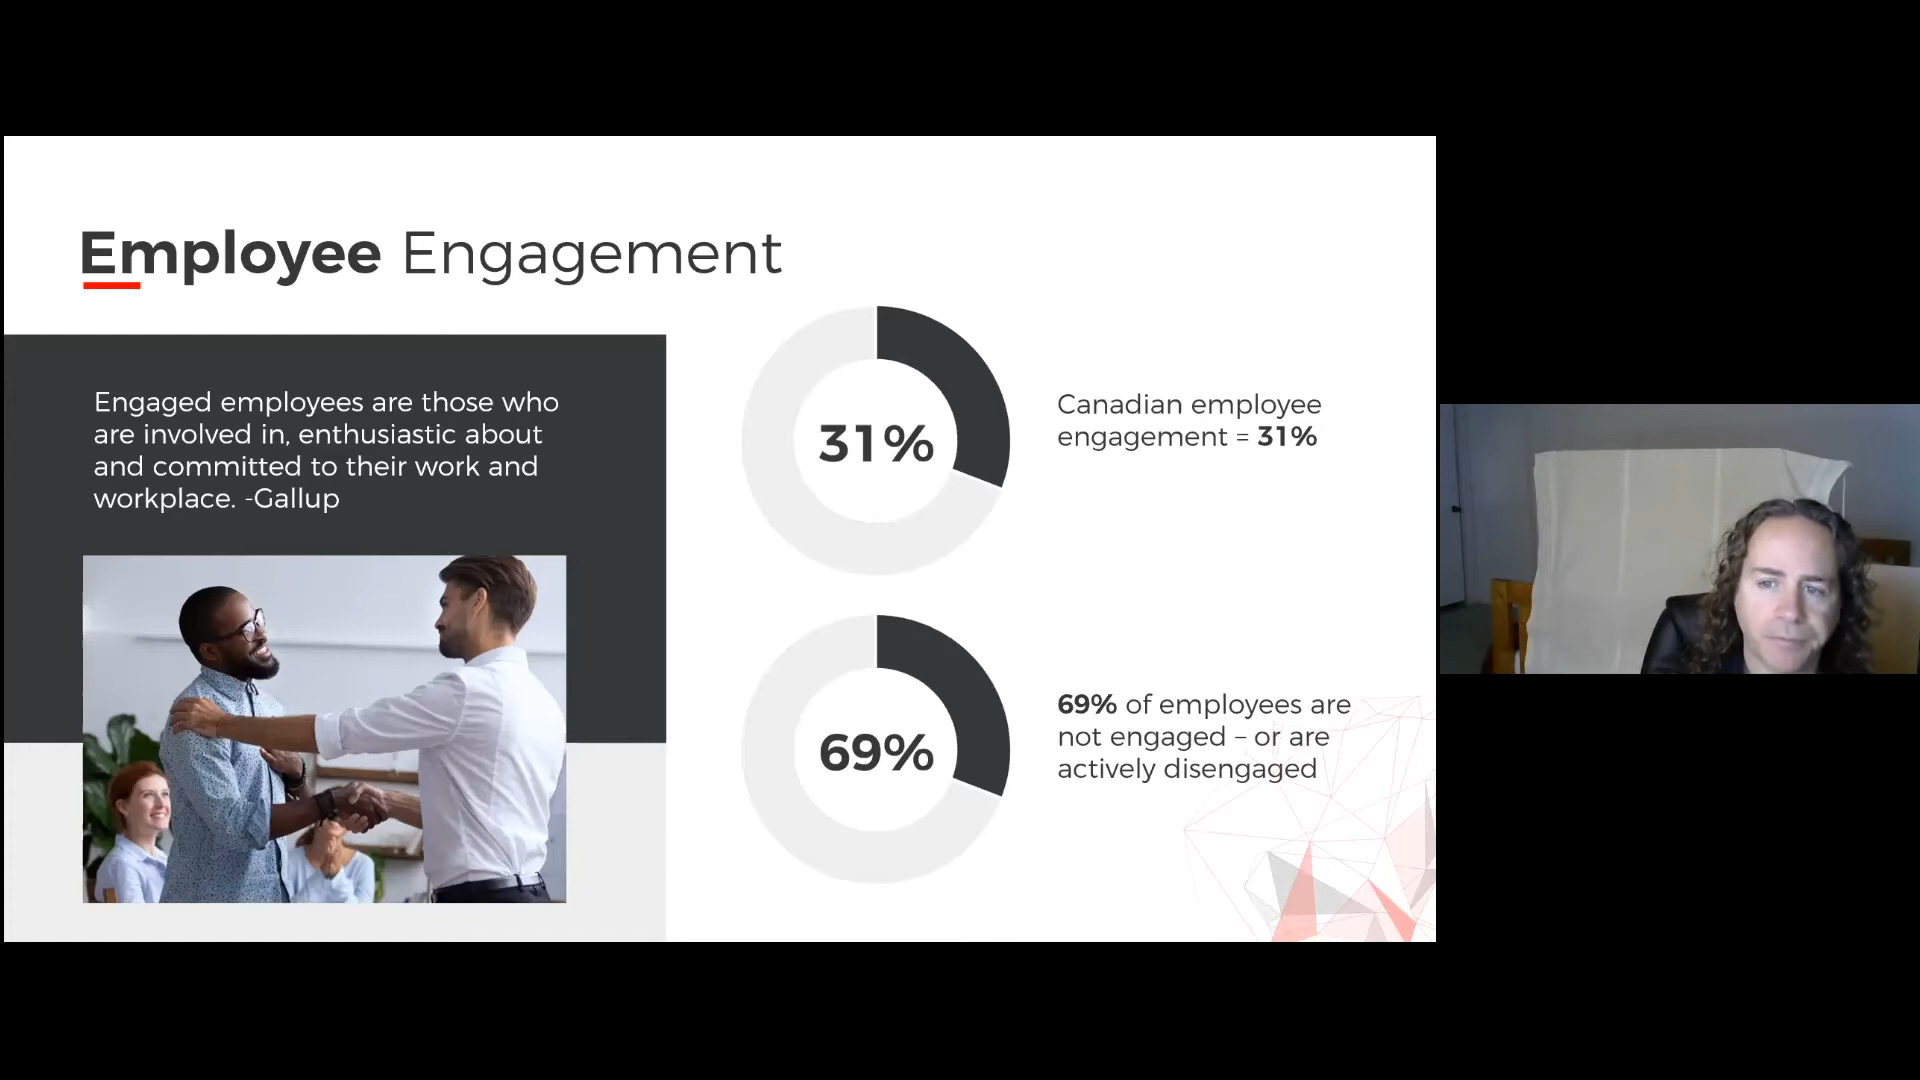 Employee Engagement
Engaged employees are those who
are involved in, enthusiastic about
and committed to their work and
workplace. -Gallup
31%
Canadian employee
engagement = 31%
69%
69% of employees are
not engaged – or are
actively disengaged